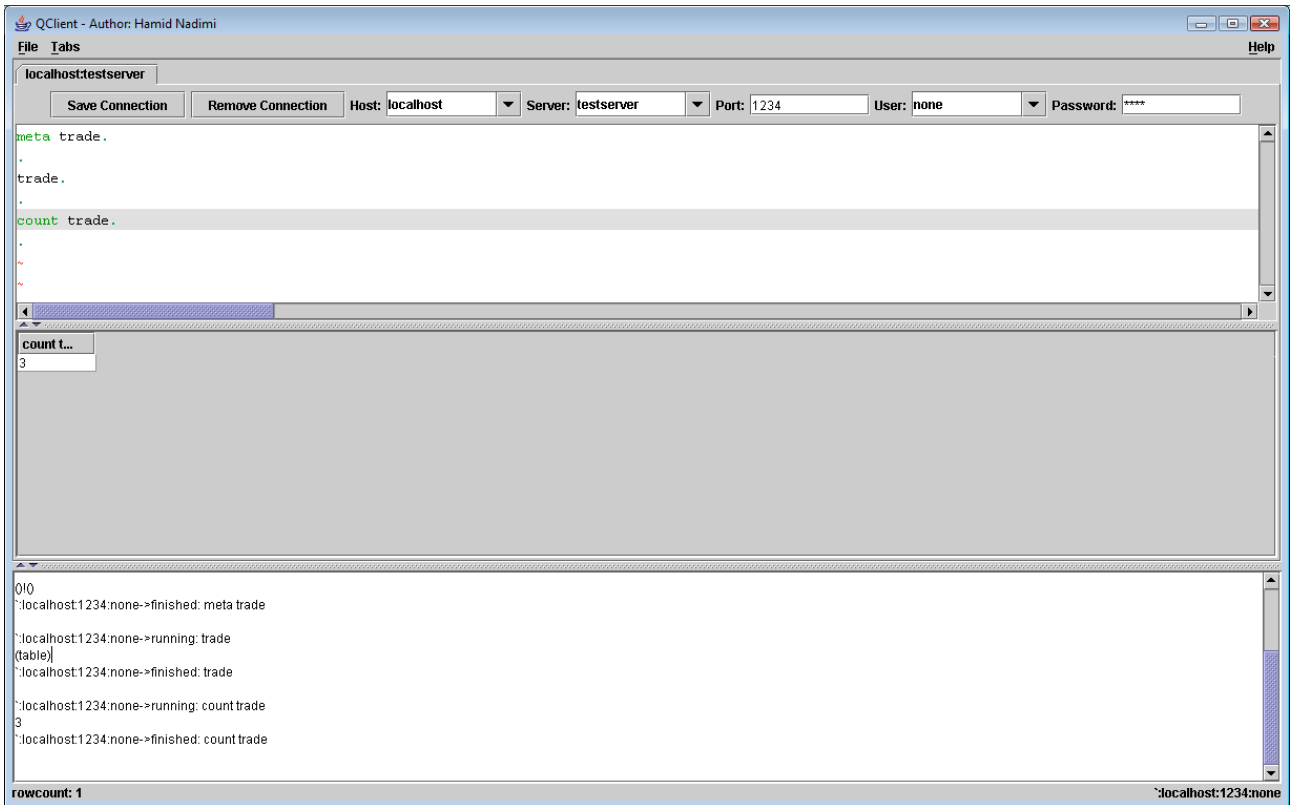 QClient - Author: Hamid Nadimi
File Tabs Help
localhost:testserver
Save Connection Remove Connection Host: localhost Server: testserver Port: 1234 User: none Password: ****
meta trade.
.
trade.
.
count trade.
.
~
~
count t...
3
()!()
`:localhost:1234:none->finished: meta trade
`:localhost:1234:none->running: trade
(table)
`:localhost:1234:none->finished: trade
`:localhost:1234:none->running: count trade
3
`:localhost:1234:none->finished: count trade
rowcount: 1 `:localhost:1234:none